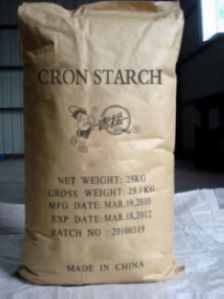 CRON STARCH
NET WEIGHT: 25KG
GROSS WEIGHT: 25.1KG
MFG DATE: MAR.19,2010
EXP DATE: MAR.18,2012
BATCH NO : 20100319
MADE IN CHINA